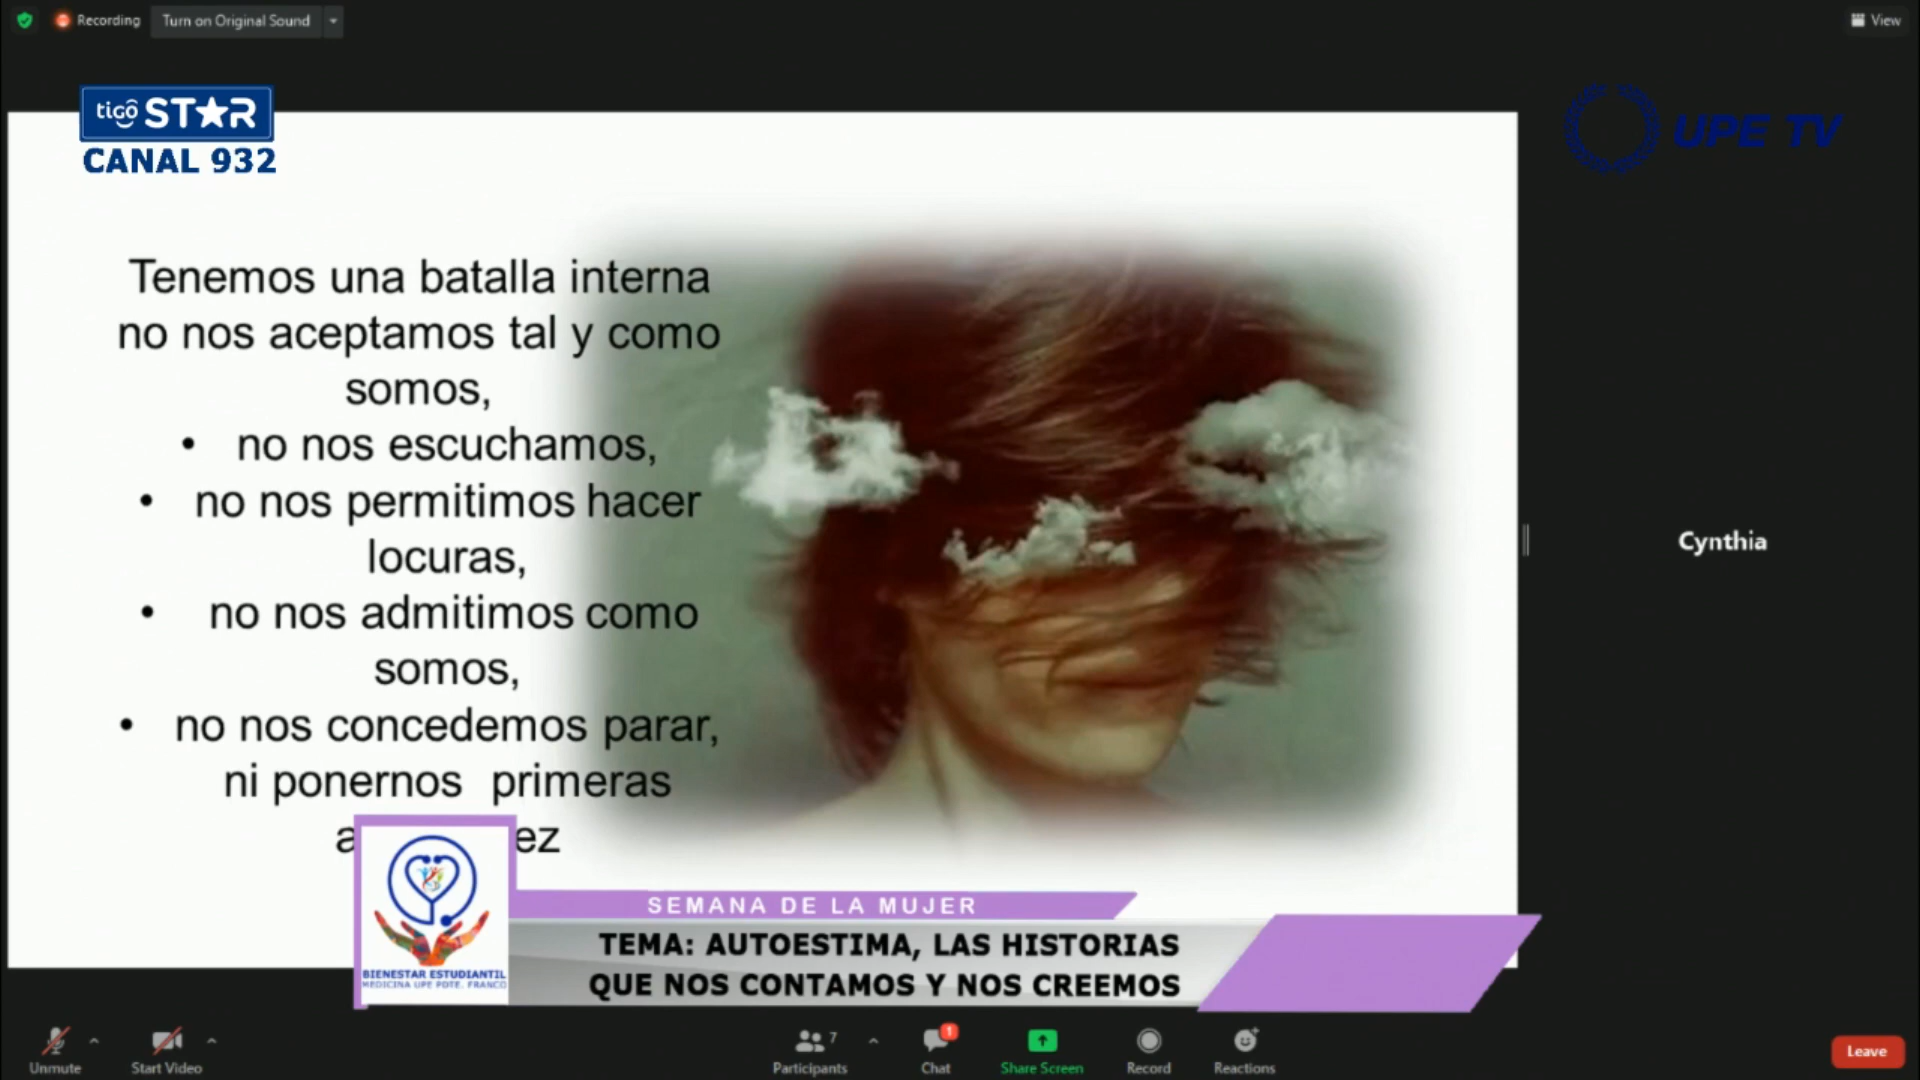 Recording
Turn on Original Sound
View
tigo STAR
CANAL 932
UPE TV
Tenemos una batalla interna
no nos aceptamos tal y como
somos,
• no nos escuchamos,
• no nos permitimos hacer
locuras,
• no nos admitimos como
somos,
• no nos concedemos parar,
ni ponernos primeras
Cynthia
SEMANA DE LA MUJER
TEMA: AUTOESTIMA, LAS HISTORIAS
QUE NOS CONTAMOS Y NOS CREEMOS
BIENESTAR ESTUDIANTIL
MEDICINA UPE PDTE. FRANCO
Unmute
Start Video
7
Participants
1
Chat
Share Screen
Record
Reactions
Leave